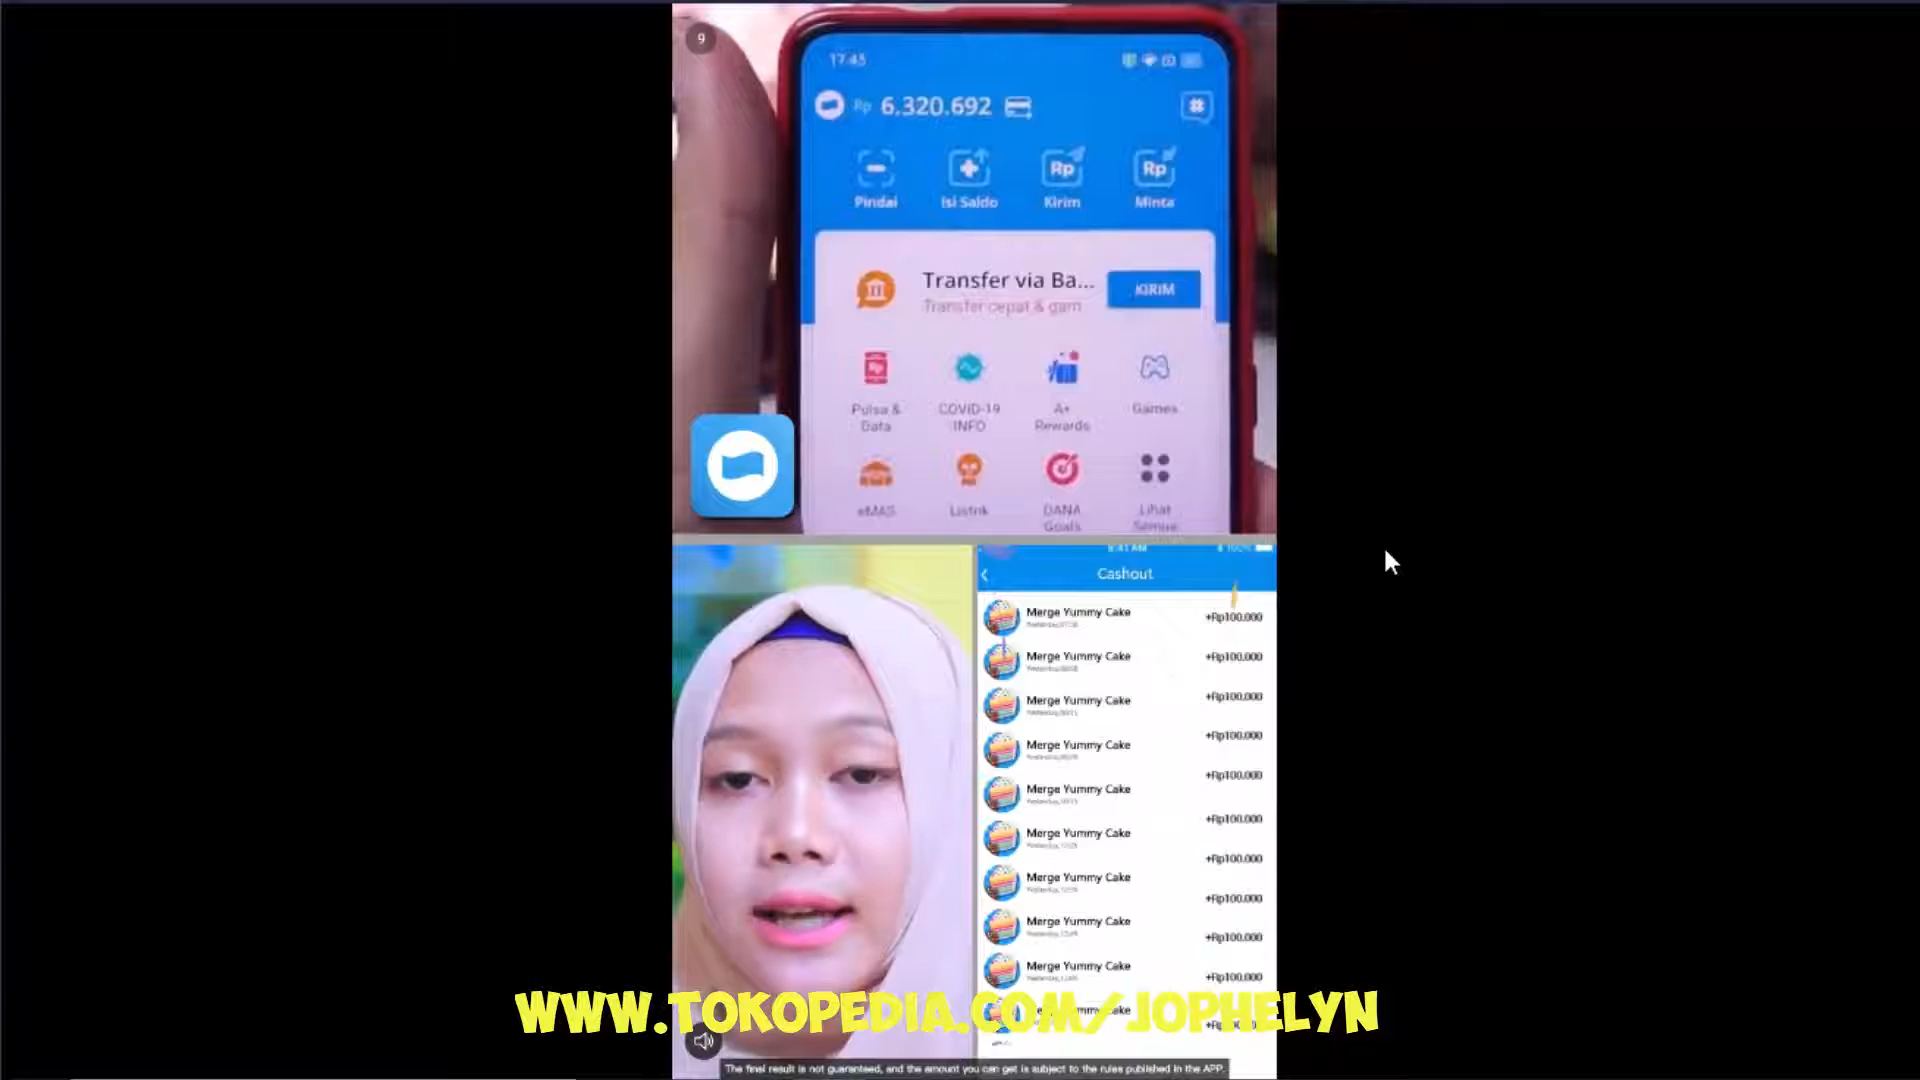 9
17:43
Rp 6.320.692
Pindai Isi Saldo Kirim Minta
Transfer via Ba... KIRIM
Transfer cepat & gam
Pulsa & Data COVID-19 INFO A+ Rewards Games
eMAS Listrik DANA Goals Lihat Semua
8:41 AM
Cashout
Merge Yummy Cake +Rp100.000
Merge Yummy Cake +Rp100.000
Merge Yummy Cake +Rp100.000
Merge Yummy Cake +Rp100.000
Merge Yummy Cake +Rp100.000
Merge Yummy Cake +Rp100.000
Merge Yummy Cake +Rp100.000
Merge Yummy Cake +Rp100.000
Merge Yummy Cake +Rp100.000
+Rp100.000
WWW.TOKOPEDIA.COM/JOPHELYN
The final result is not guaranteed, and the amount you can get is subject to the rules published in the APP.